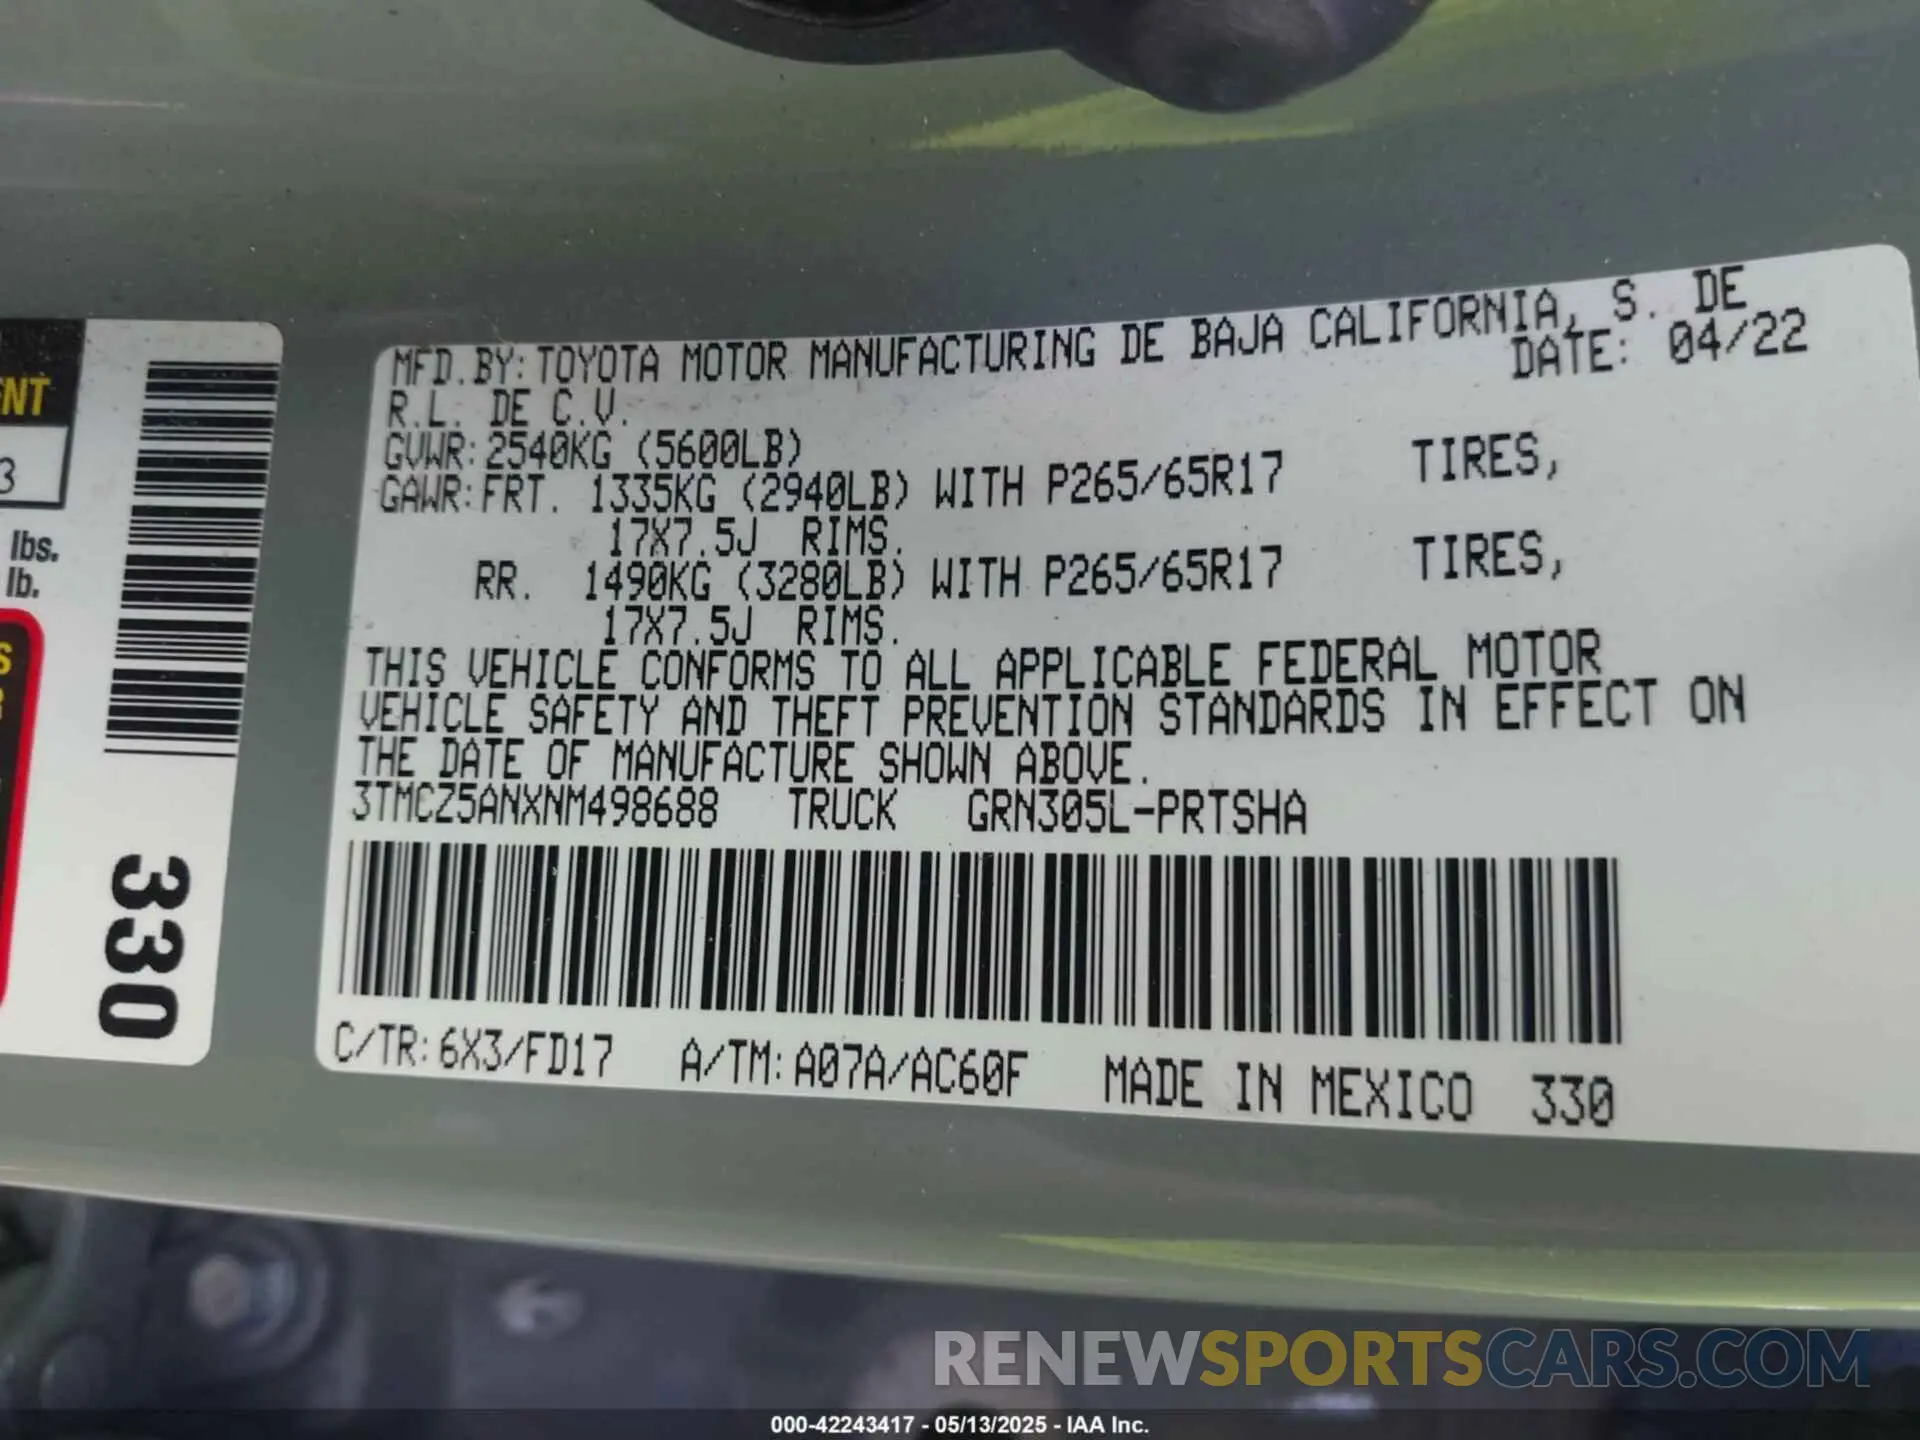 MFD.BY:TOYOTA MOTOR MANUFACTURING DE BAJA CALIFORNIA, S. DE
R.L. DE C.V. DATE: 04/22
GVWR:2540KG (5600LB)
GAWR:FRT. 1335KG (2940LB) WITH P265/65R17 TIRES,
17X7.5J RIMS.
RR. 1490KG (3280LB) WITH P265/65R17 TIRES,
17X7.5J RIMS.
THIS VEHICLE CONFORMS TO ALL APPLICABLE FEDERAL MOTOR
VEHICLE SAFETY AND THEFT PREVENTION STANDARDS IN EFFECT ON
THE DATE OF MANUFACTURE SHOWN ABOVE.
3TMCZ5ANXNM498688 TRUCK GRN305L-PRTSHA
C/TR:6X3/FD17 A/TM:A07A/AC60F MADE IN MEXICO 330
NT
3
lbs.
lb.
S
330
RENEWSPORTSCARS.COM
000-42243417 - 05/13/2025 - IAA Inc.